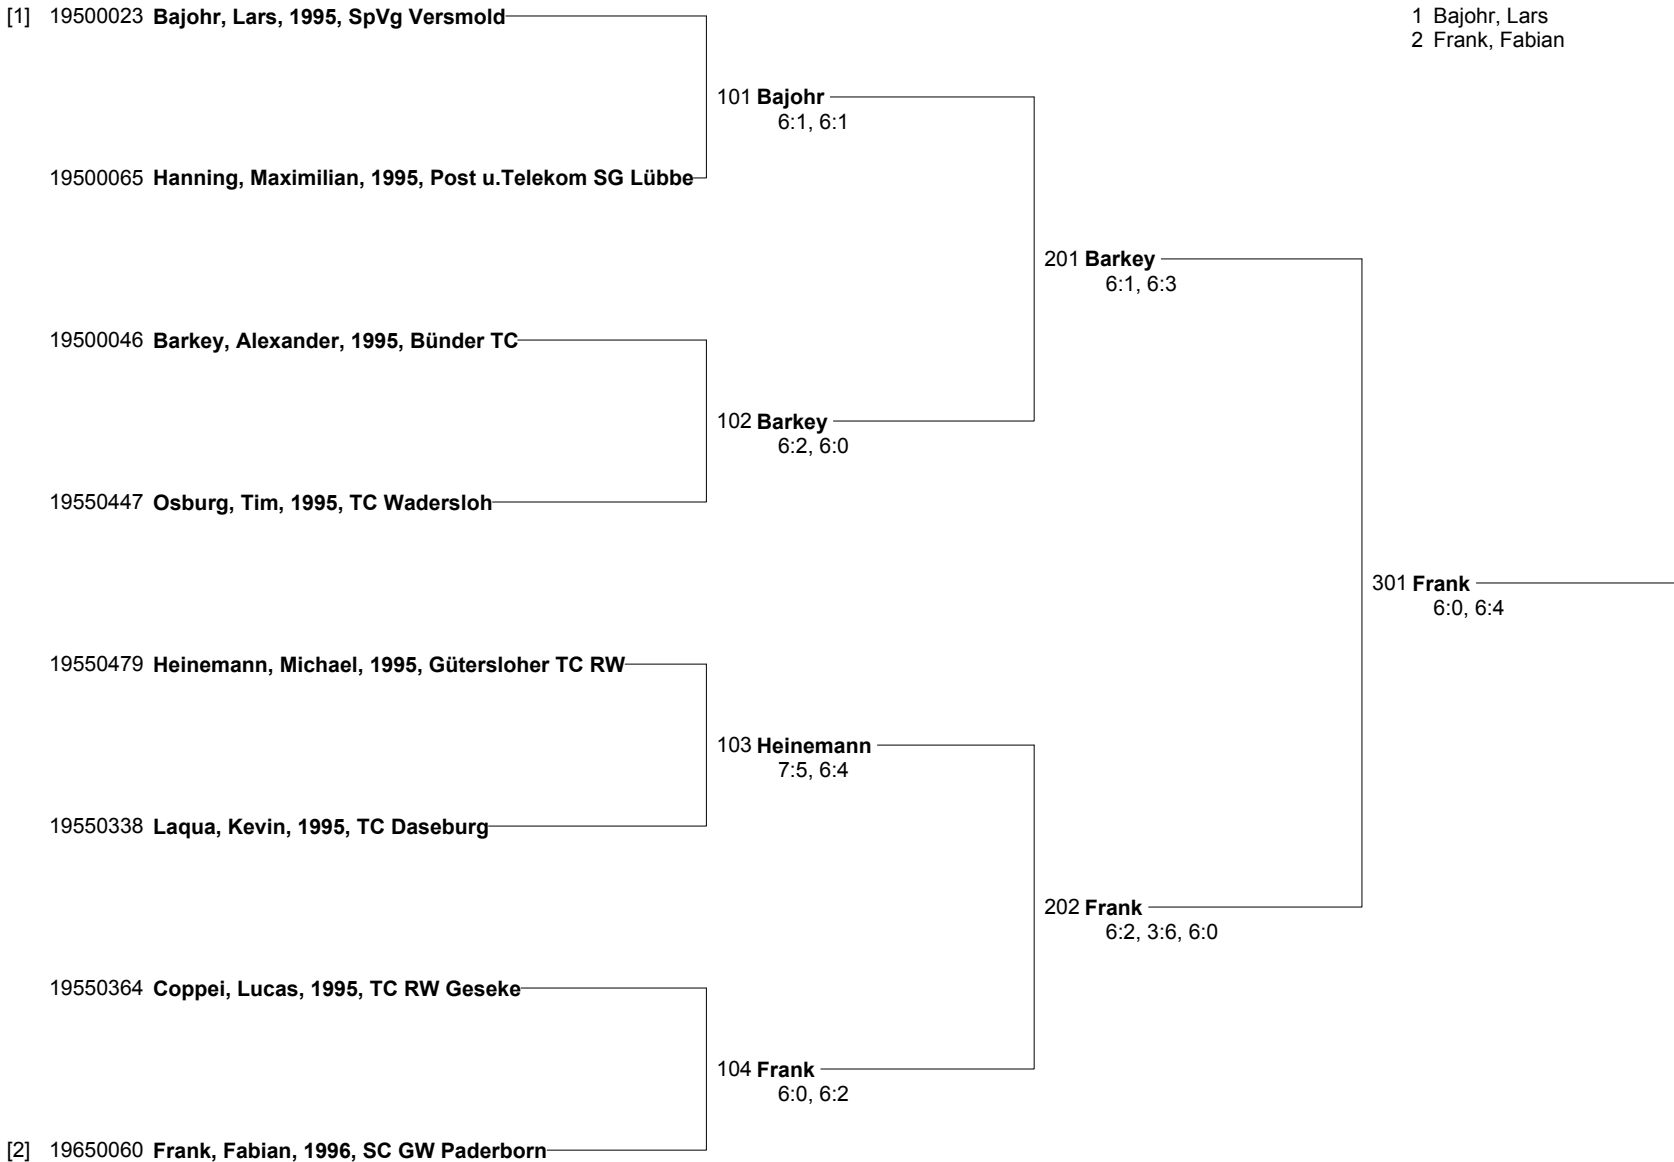 [1] 19500023 Bajohr, Lars, 1995, SpVg Versmold
1 Bajohr, Lars
2 Frank, Fabian
101 Bajohr
6:1, 6:1
19500065 Hanning, Maximilian, 1995, Post u.Telekom SG Lübbe
201 Barkey
6:1, 6:3
19500046 Barkey, Alexander, 1995, Bünder TC
102 Barkey
6:2, 6:0
19550447 Osburg, Tim, 1995, TC Wadersloh
301 Frank
6:0, 6:4
19550479 Heinemann, Michael, 1995, Gütersloher TC RW
103 Heinemann
7:5, 6:4
19550338 Laqua, Kevin, 1995, TC Daseburg
202 Frank
6:2, 3:6, 6:0
19550364 Coppei, Lucas, 1995, TC RW Geseke
104 Frank
6:0, 6:2
[2] 19650060 Frank, Fabian, 1996, SC GW Paderborn